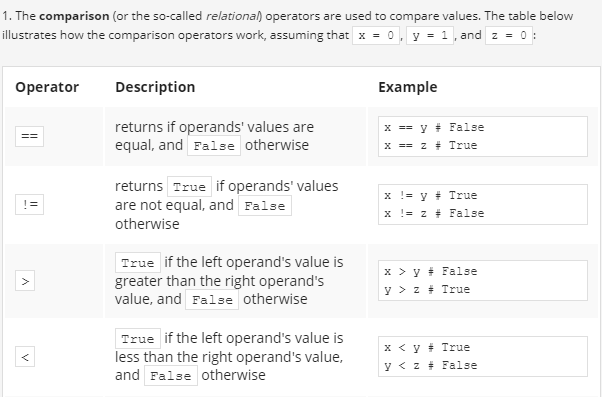 1. The comparison (or the so-called relational) operators are used to compare values. The table below
illustrates how the comparison operators work, assuming that x = 0, y = 1, and z = 0:
Operator Description Example
== returns if operands' values are equal, and False otherwise
x == y # False
x == z # True
!= returns True if operands' values are not equal, and False otherwise
x != y # True
x != z # False
> True if the left operand's value is greater than the right operand's value, and False otherwise
x > y # False
y > z # True
< True if the left operand's value is less than the right operand's value, and False otherwise
x < y # True
y < z # False